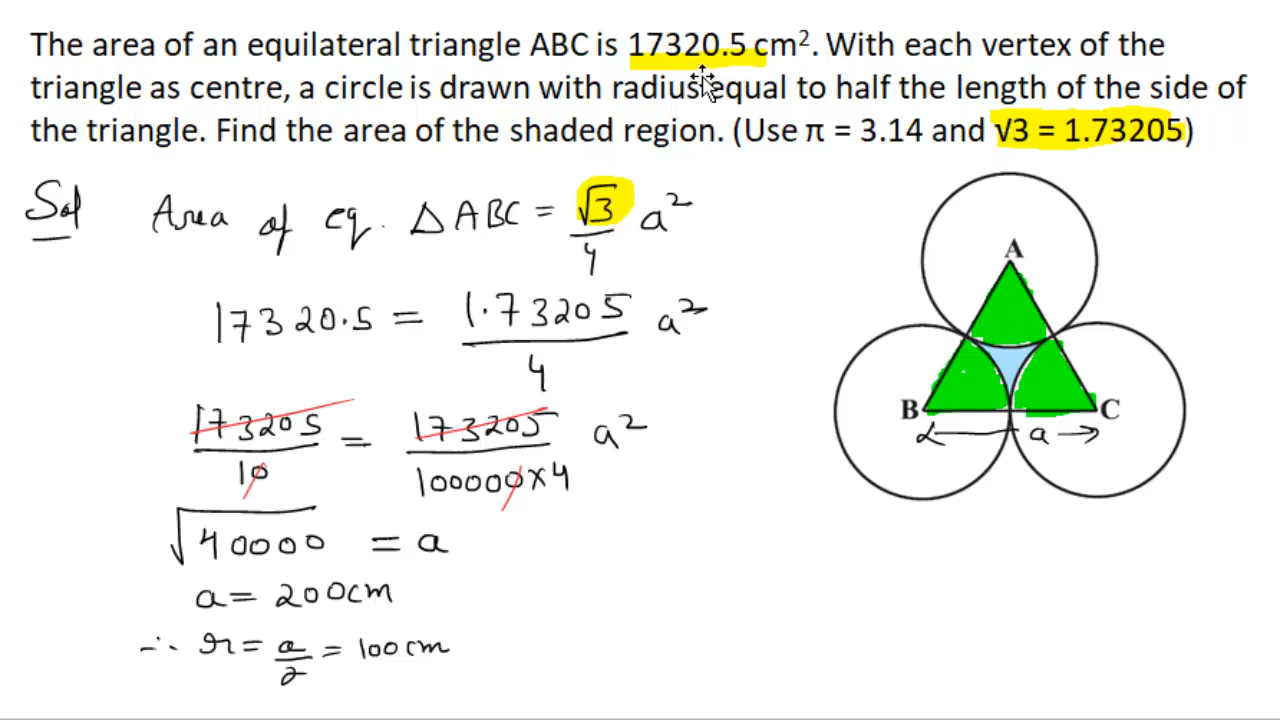 The area of an equilateral triangle ABC is 17320.5 cm². With each vertex of the
triangle as centre, a circle is drawn with radius equal to half the length of the side of
the triangle. Find the area of the shaded region. (Use π = 3.14 and √3 = 1.73205)
Sol Area of eq. △ABC = √3/4 a²
17320.5 = 1.73205/4 a²
173205/10 = 173205/100000×4 a²
√40000 = a
a = 200cm
∴ r = a/2 = 100cm
A
B
C
a